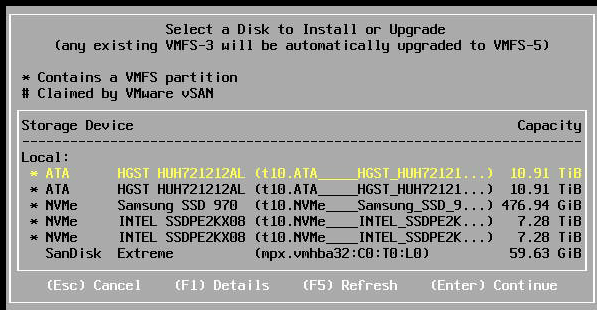 Select a Disk to Install or Upgrade
(any existing VMFS-3 will be automatically upgraded to VMFS-5)
* Contains a VMFS partition
# Claimed by VMware vSAN
Storage Device Capacity
Local:
* ATA HGST HUH721212AL (t10.ATA_____HGST_HUH72121...) 10.91 TiB
* ATA HGST HUH721212AL (t10.ATA_____HGST_HUH72121...) 10.91 TiB
* NVMe Samsung SSD 970 (t10.NVMe____Samsung_SSD_9...) 476.94 GiB
* NVMe INTEL SSDPE2KX08 (t10.NVMe____INTEL_SSDPE2K...) 7.28 TiB
* NVMe INTEL SSDPE2KX08 (t10.NVMe____INTEL_SSDPE2K...) 7.28 TiB
SanDisk Extreme (mpx.vmhba32:C0:T0:L0) 59.63 GiB
(Esc) Cancel (F1) Details (F5) Refresh (Enter) Continue